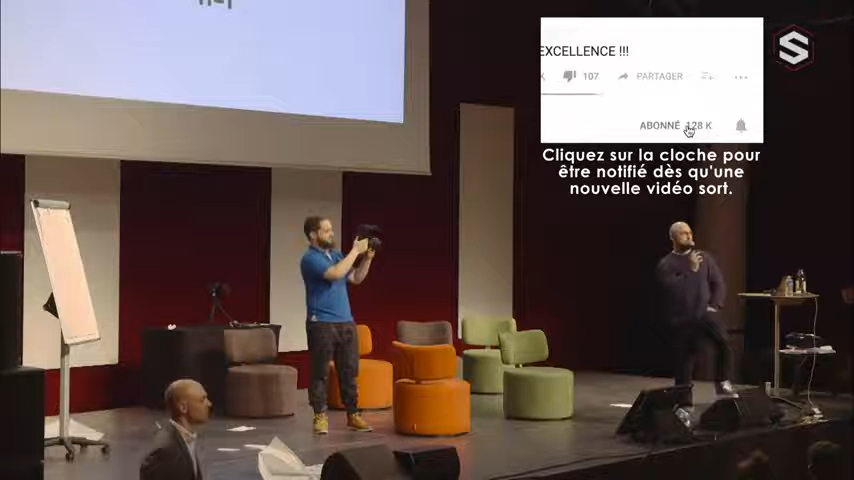 EXCELLENCE !!!
K 107 PARTAGER
ABONNÉ 128 K
Cliquez sur la cloche pour
être notifié dès qu'une
nouvelle vidéo sort.
S